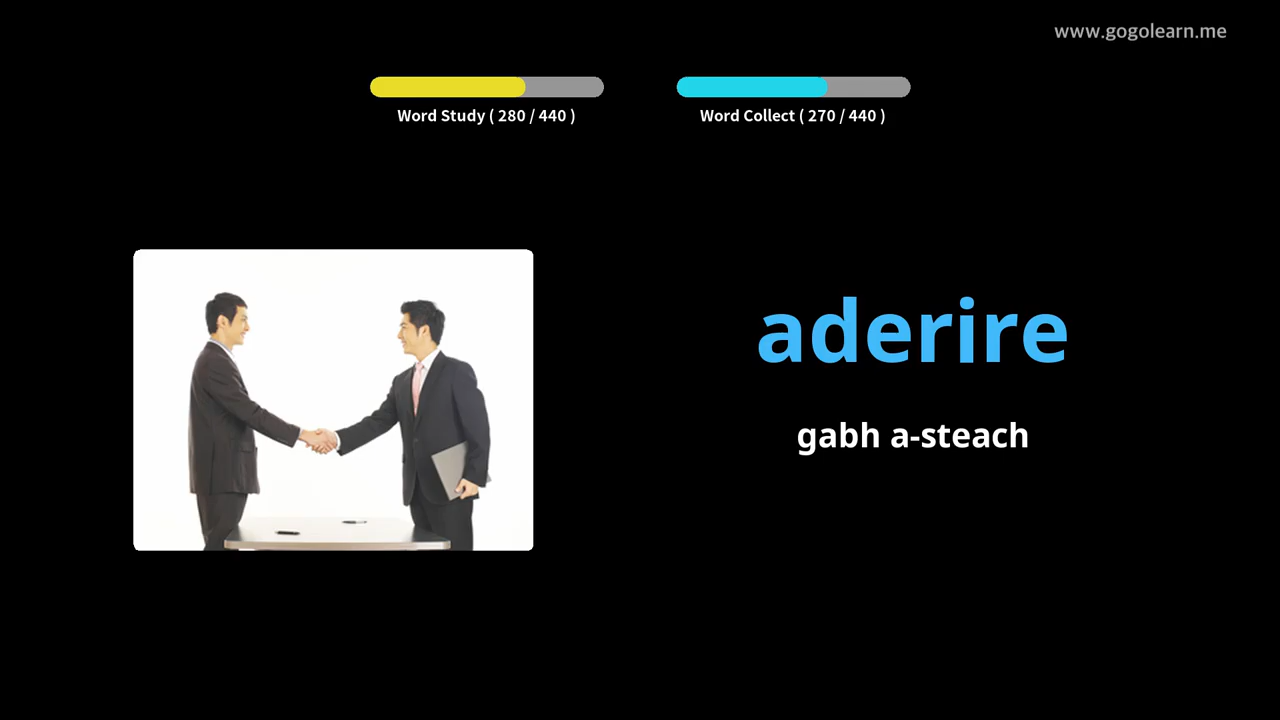 www.gogolearn.me
Word Study ( 280 / 440 )
Word Collect ( 270 / 440 )
aderire
gabh a-steach